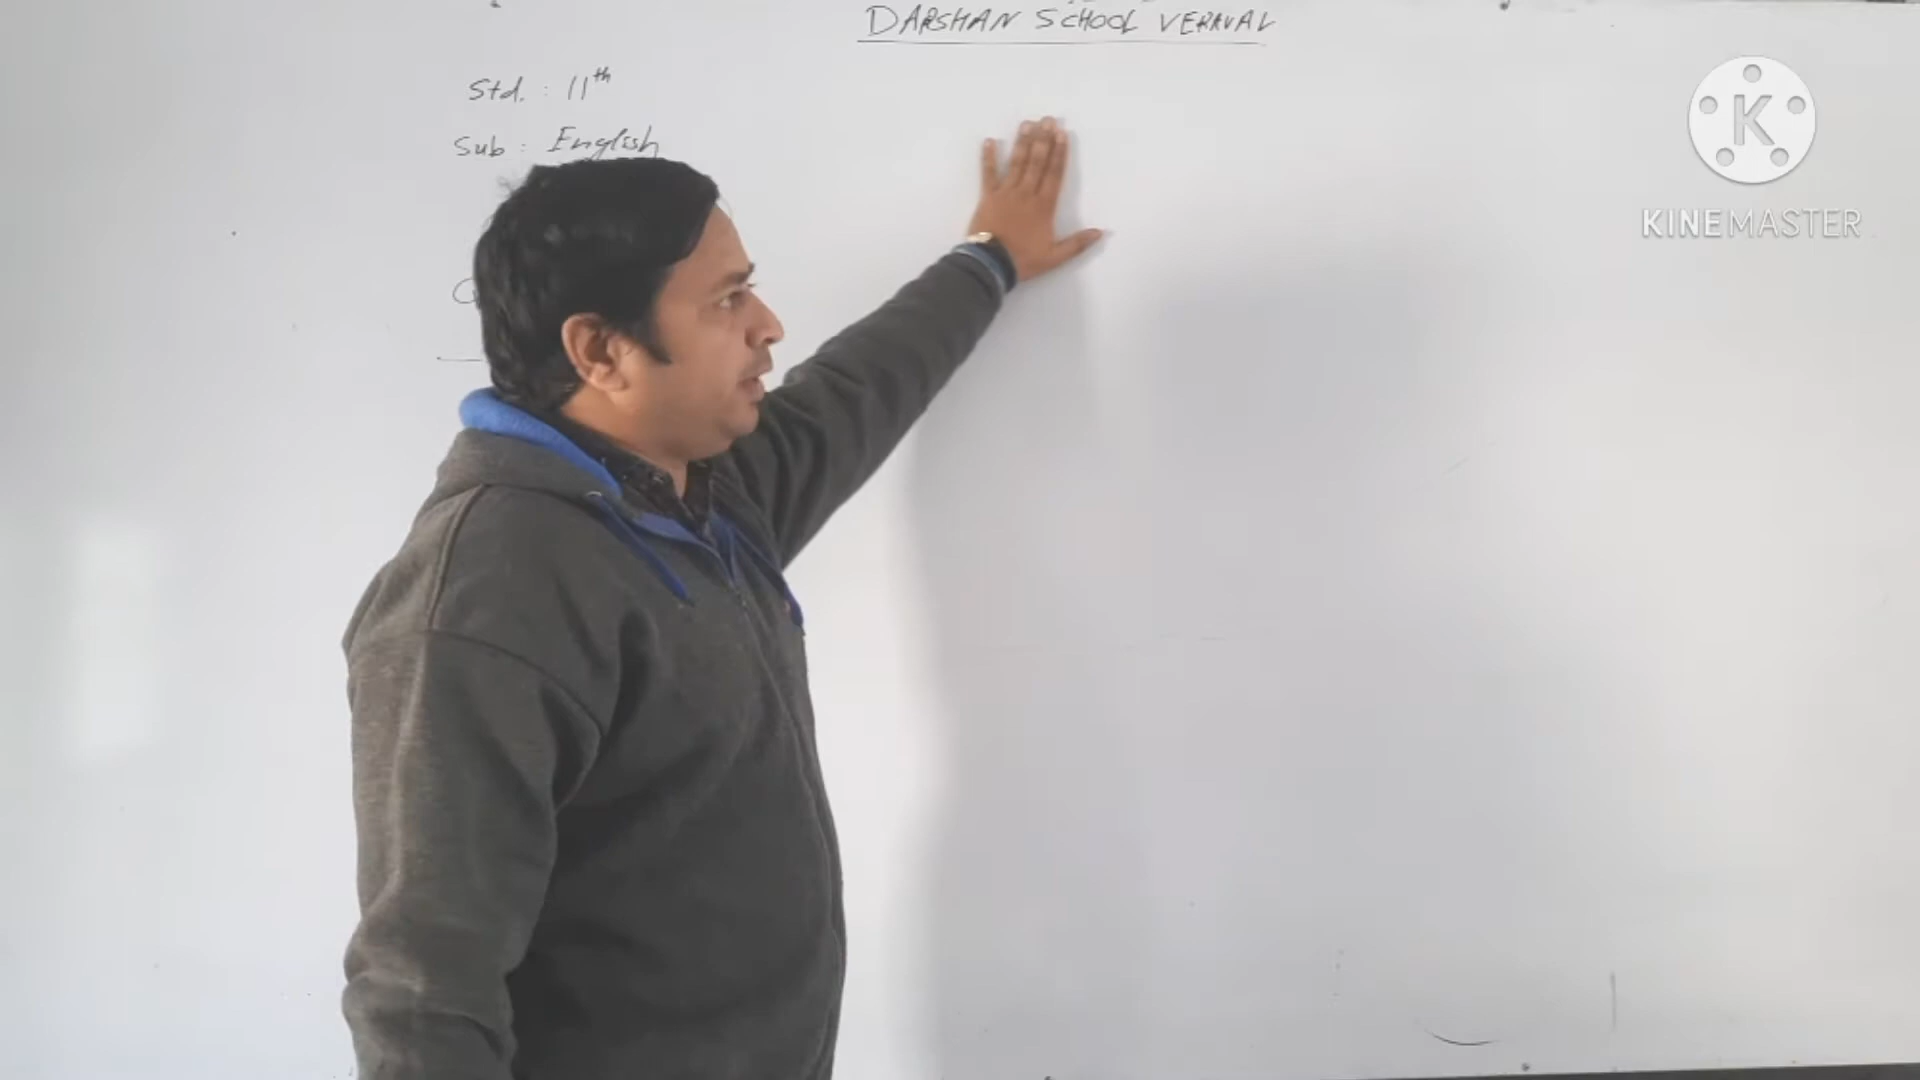 DARSHAN SCHOOL VERAVAL
Std. : 11th
Sub : English
K
KINEMASTER